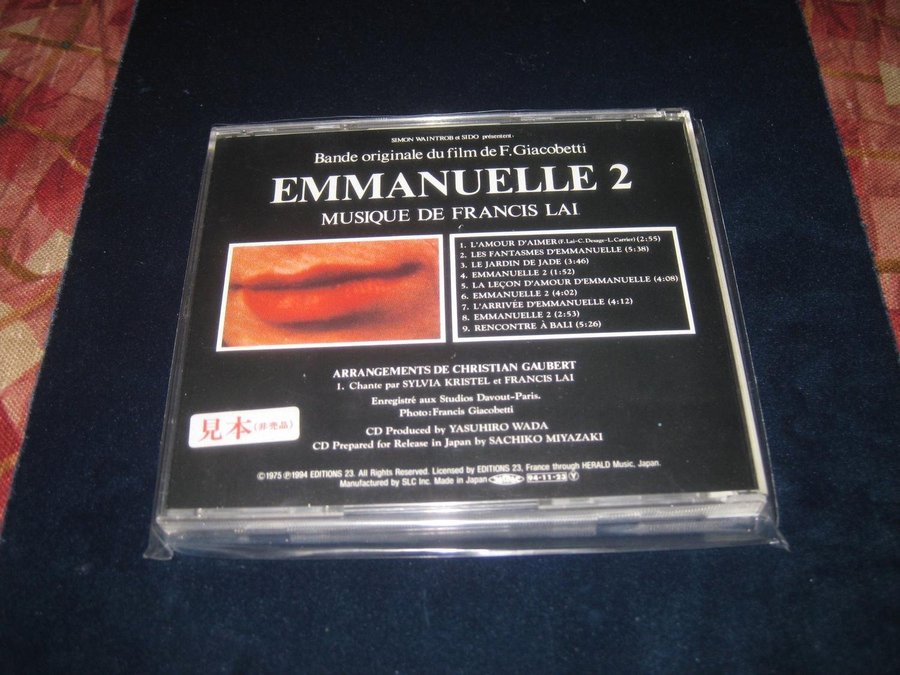 SIMON WAINTROB et SIDO présentent.
Bande originale du film de F. Giacobetti
EMMANUELLE 2
MUSIQUE DE FRANCIS LAI
1. L'AMOUR D'AIMER (F. Lai-C. Desage-L. Carrier) (2:55)
2. LES FANTASMES D'EMMANUELLE (5:38)
3. LE JARDIN DE JADE (3:46)
4. EMMANUELLE 2 (1:52)
5. LA LEÇON D'AMOUR D'EMMANUELLE (4:08)
6. EMMANUELLE 2 (4:02)
7. L'ARRIVÉE D'EMMANUELLE (4:12)
8. EMMANUELLE 2 (2:53)
9. RENCONTRE À BALI (5:26)
ARRANGEMENTS DE CHRISTIAN GAUBERT
1. Chante par SYLVIA KRISTEL et FRANCIS LAI
Enregistré aux Studios Davout-Paris.
Photo: Francis Giacobetti
見本 (非売品)
CD Produced by YASUHIRO WADA
CD Prepared for Release in Japan by SACHIKO MIYAZAKI
©1975 ℗1994 EDITIONS 23. All Rights Reserved. Licensed by EDITIONS 23, France through HERALD Music, Japan.
Manufactured by SLC Inc. Made in Japan 94-11-23 Y